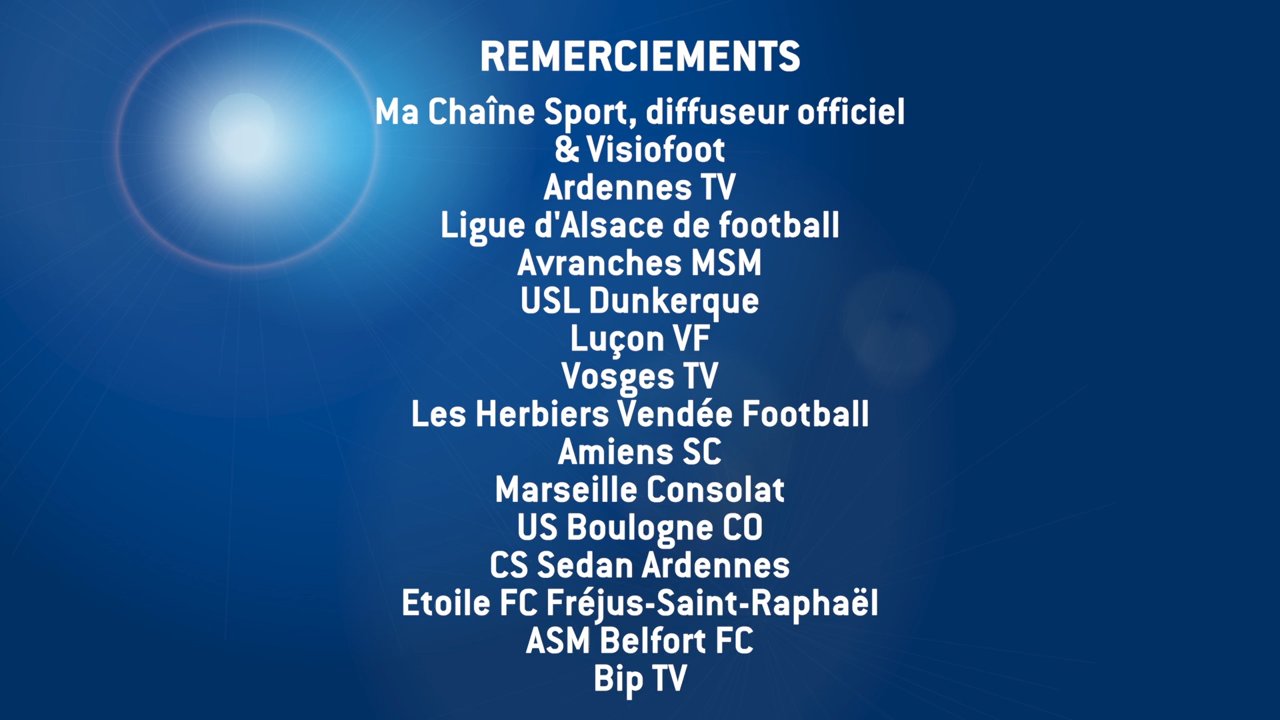 REMERCIEMENTS
Ma Chaîne Sport, diffuseur officiel
& Visiofoot
Ardennes TV
Ligue d'Alsace de football
Avranches MSM
USL Dunkerque
Luçon VF
Vosges TV
Les Herbiers Vendée Football
Amiens SC
Marseille Consolat
US Boulogne CO
CS Sedan Ardennes
Etoile FC Fréjus-Saint-Raphaël
ASM Belfort FC
Bip TV